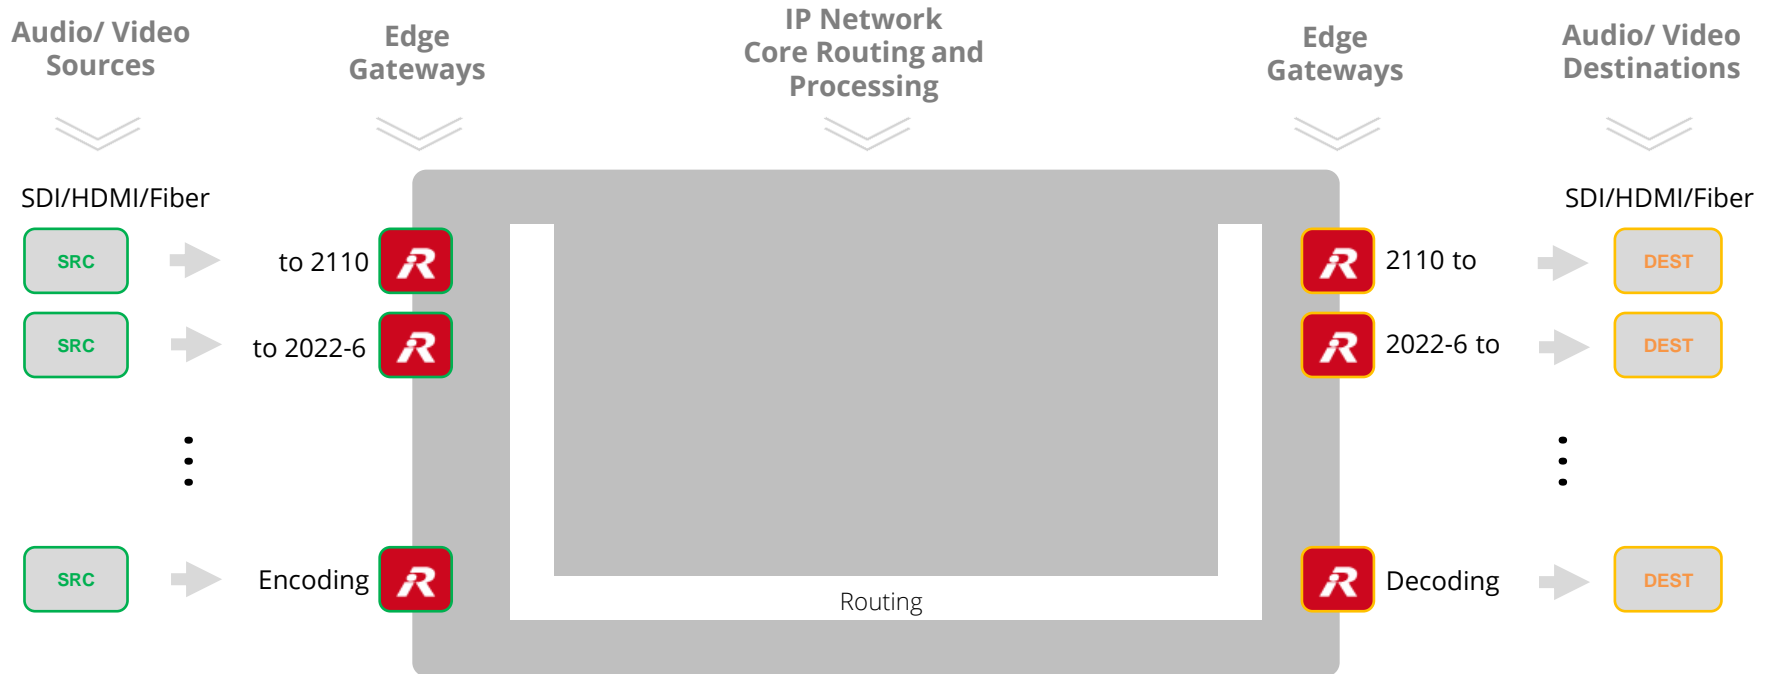 Audio/ Video
Sources
Edge
Gateways
IP Network
Core Routing and
Processing
Edge
Gateways
Audio/ Video
Destinations
SDI/HDMI/Fiber
SDI/HDMI/Fiber
SRC
to 2110
R
R
2110 to
DEST
SRC
to 2022-6
R
R
2022-6 to
DEST
SRC
Encoding
R
R
Decoding
DEST
Routing